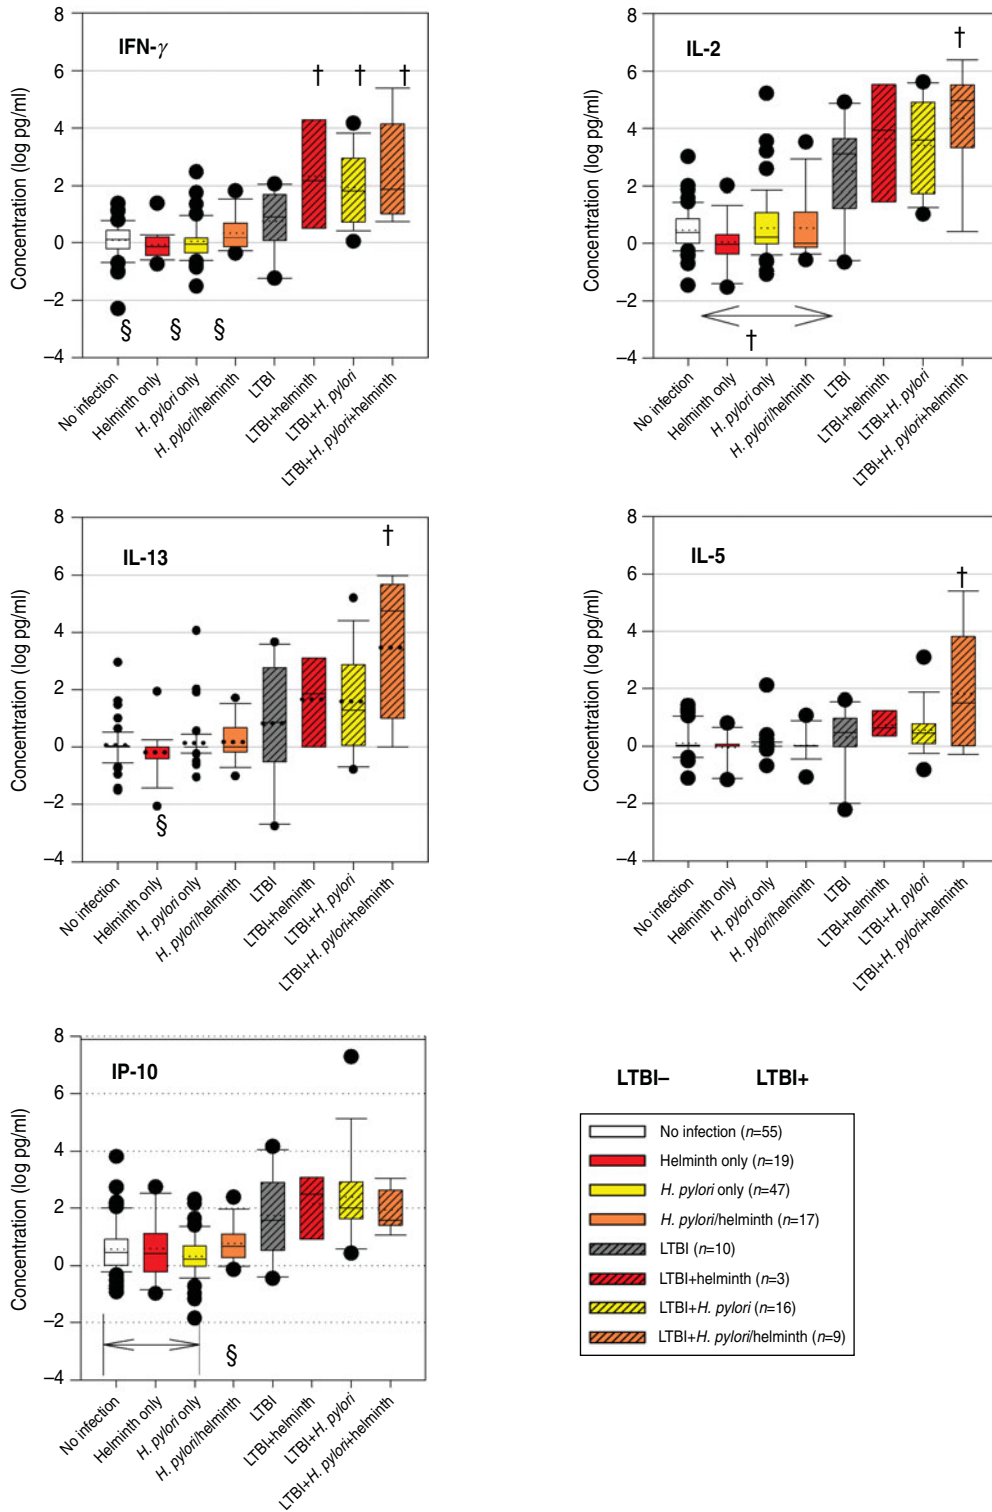 IFN-γ
Concentration (log pg/ml)
8
6
4
2
0
–2
–4
† † †
§ § §
No infection
Helminth only
H. pylori only
H. pylori/helminth
LTBI
LTBI+helminth
LTBI+H. pylori
LTBI+H. pylori+helminth
IL-2
Concentration (log pg/ml)
8
6
4
2
0
–2
–4
†
†
No infection
Helminth only
H. pylori only
H. pylori/helminth
LTBI
LTBI+helminth
LTBI+H. pylori
LTBI+H. pylori+helminth
IL-13
Concentration (log pg/ml)
8
6
4
2
0
–2
–4
†
§
No infection
Helminth only
H. pylori only
H. pylori/helminth
LTBI
LTBI+helminth
LTBI+H. pylori
LTBI+H. pylori+helminth
IL-5
Concentration (log pg/ml)
8
6
4
2
0
–2
–4
†
No infection
Helminth only
H. pylori only
H. pylori/helminth
LTBI
LTBI+helminth
LTBI+H. pylori
LTBI+H. pylori+helminth
IP-10
Concentration (log pg/ml)
8
6
4
2
0
–2
–4
§
No infection
Helminth only
H. pylori only
H. pylori/helminth
LTBI
LTBI+helminth
LTBI+H. pylori
LTBI+H. pylori+helminth
LTBI– LTBI+
No infection (n=55)
Helminth only (n=19)
H. pylori only (n=47)
H. pylori/helminth (n=17)
LTBI (n=10)
LTBI+helminth (n=3)
LTBI+H. pylori (n=16)
LTBI+H. pylori/helminth (n=9)